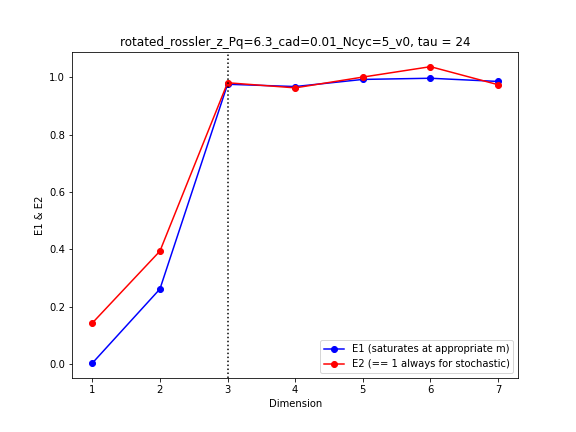 rotated_rossler_z_Pq=6.3_cad=0.01_Ncyc=5_v0, tau = 24
1.0
0.8
0.6
0.4
0.2
0.0
E1 & E2
E1 (saturates at appropriate m)
E2 (== 1 always for stochastic)
1 2 3 4 5 6 7
Dimension